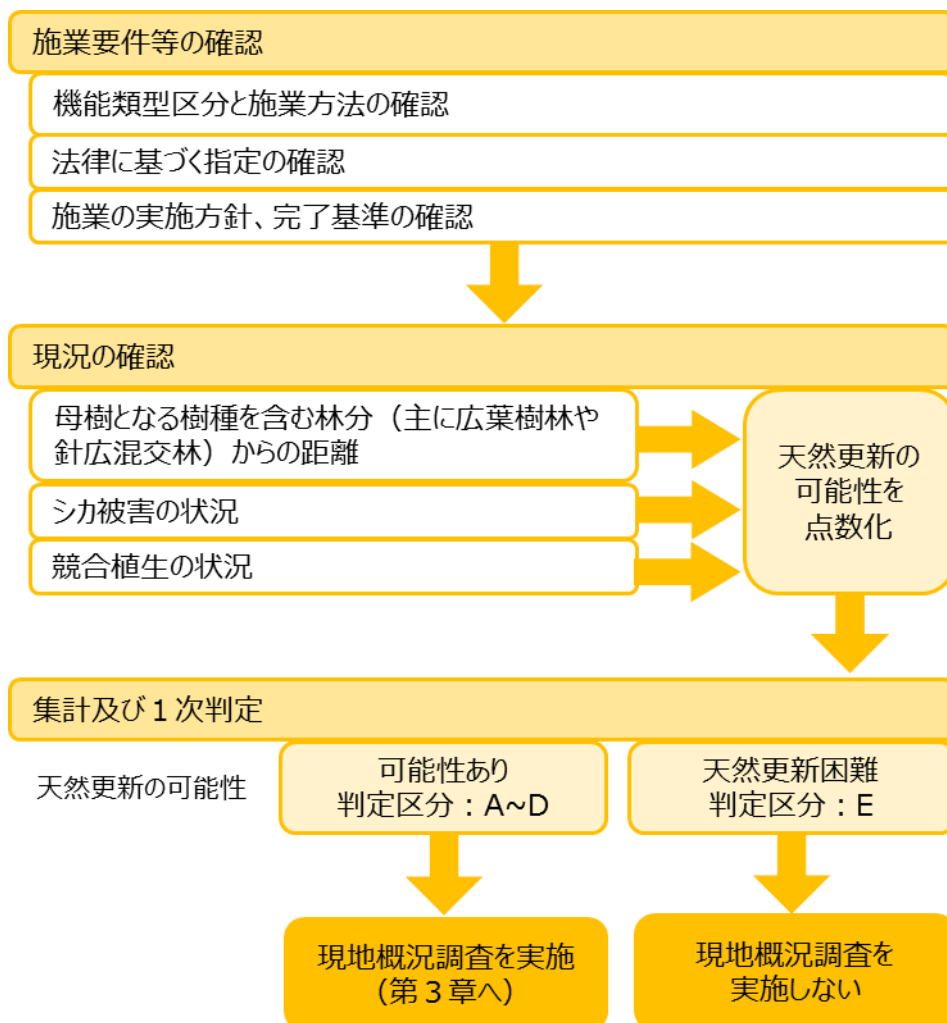 施業要件等の確認
機能類型区分と施業方法の確認
法律に基づく指定の確認
施業の実施方針、完了基準の確認
現況の確認
母樹となる樹種を含む林分（主に広葉樹林や
針広混交林）からの距離
シカ被害の状況
競合植生の状況
天然更新の
可能性を
点数化
集計及び１次判定
天然更新の可能性
可能性あり
判定区分：A~D
天然更新困難
判定区分：E
現地概況調査を実施
(第３章へ)
現地概況調査を
実施しない